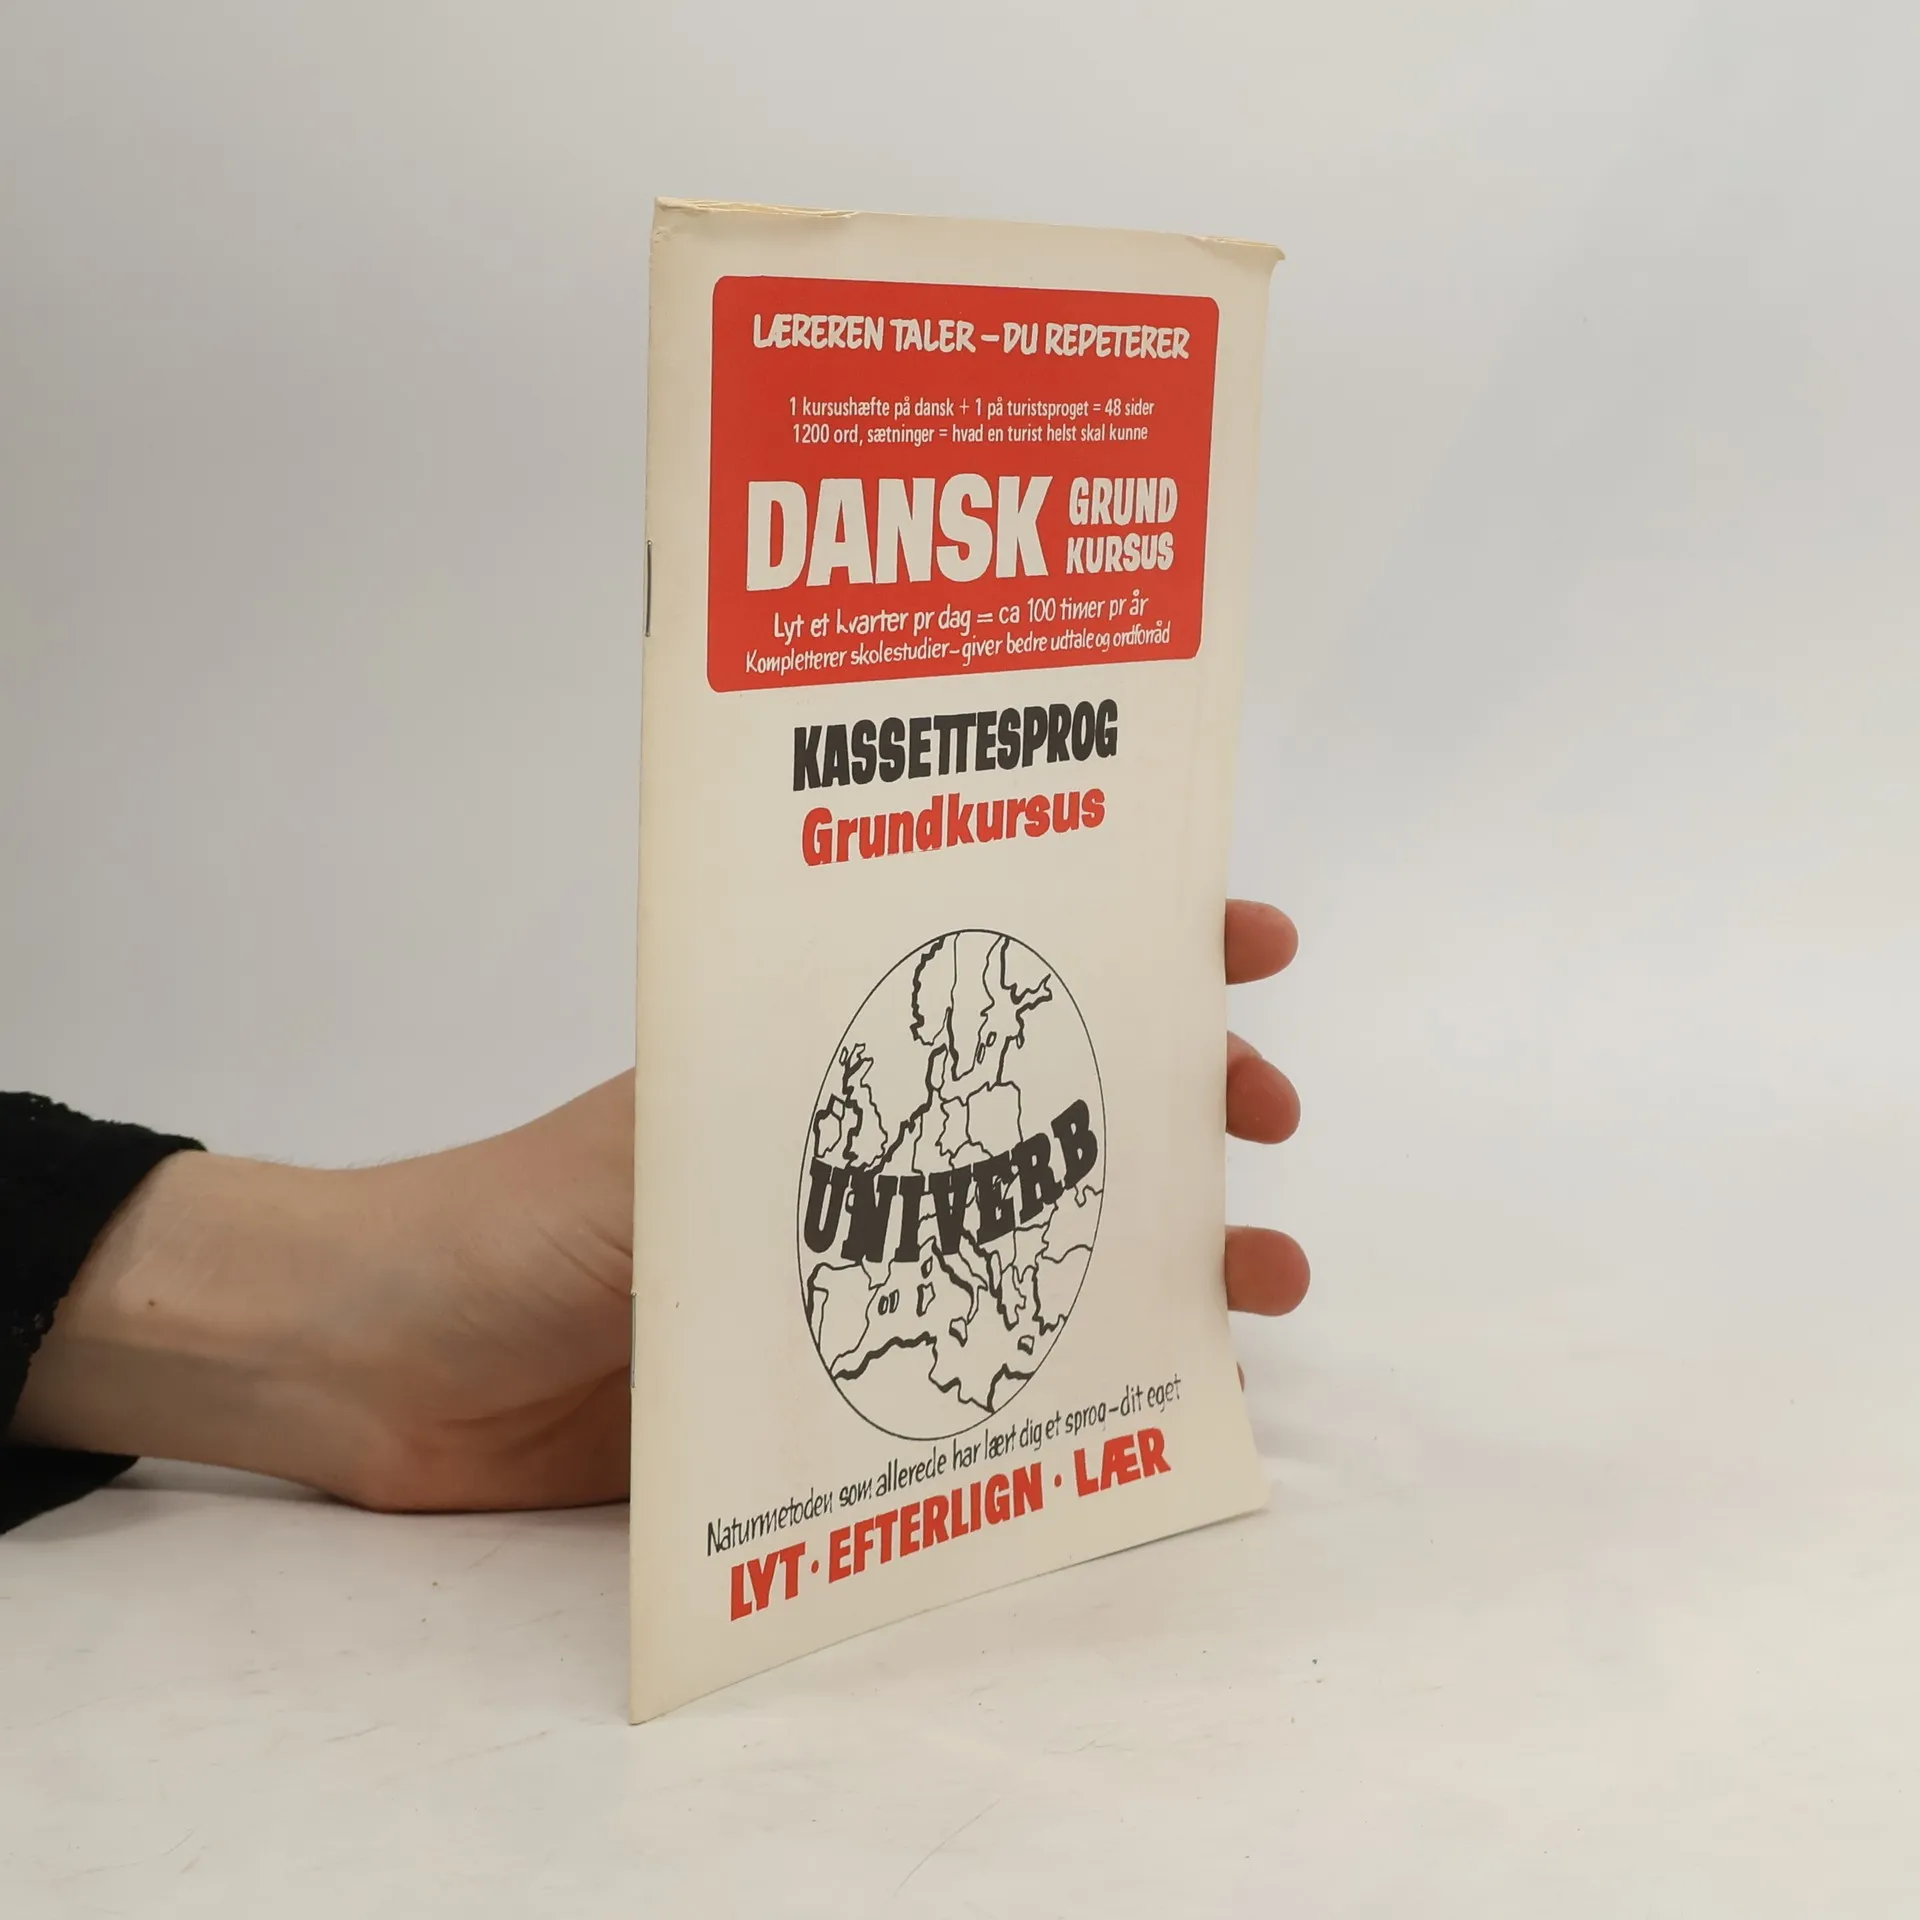 LÆREREN TALER – DU REPETERER
1 kursushæfte på dansk + 1 på turistsproget = 48 sider
1200 ord, sætninger = hvad en turist helst skal kunne
DANSK GRUND
KURSUS
Lyt et kvarter pr dag = ca 100 timer pr år
Kompletterer skolestudier – giver bedre udtale og ordforråd
KASSETTESPROG
Grundkursus
UNIVERB
Naturmetoden som allerede har lært dig et sprog – dit eget
LYT · EFTERLIGN · LÆR